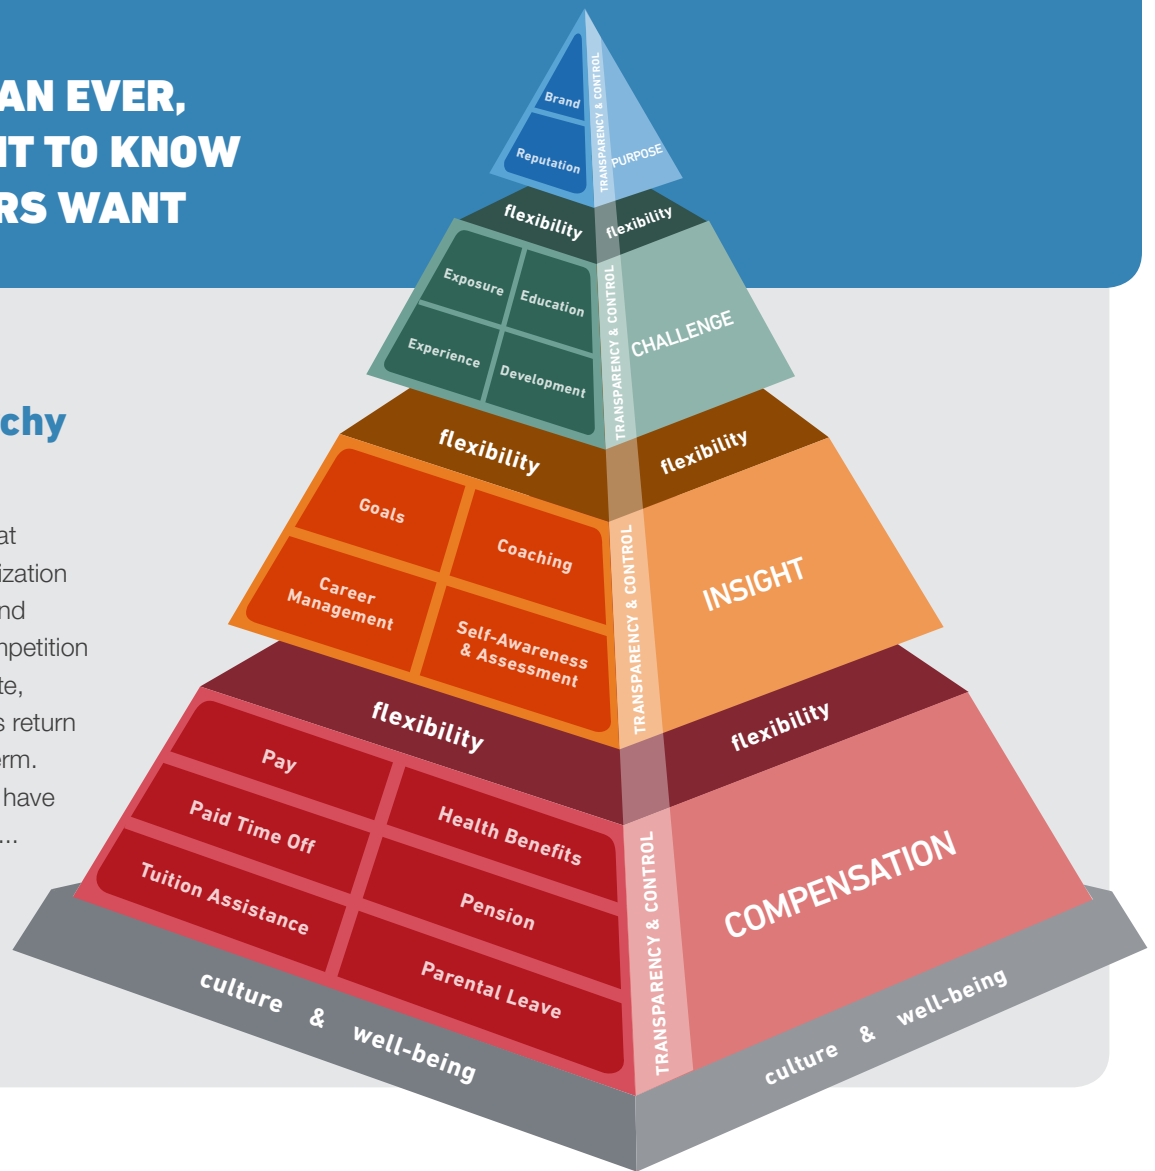 AN EVER,
T TO KNOW
RS WANT
chy
at
ization
nd
mpetition
te,
s return
erm.
have
...
Brand
Reputation
TRANSPARENCY & CONTROL
PURPOSE
flexibility
flexibility
Exposure
Education
Experience
Development
TRANSPARENCY & CONTROL
CHALLENGE
flexibility
flexibility
Goals
Coaching
Career
Management
Self-Awareness
& Assessment
TRANSPARENCY & CONTROL
INSIGHT
flexibility
flexibility
Pay
Health Benefits
Paid Time Off
Pension
Tuition Assistance
Parental Leave
TRANSPARENCY & CONTROL
COMPENSATION
culture & well-being
culture & well-being